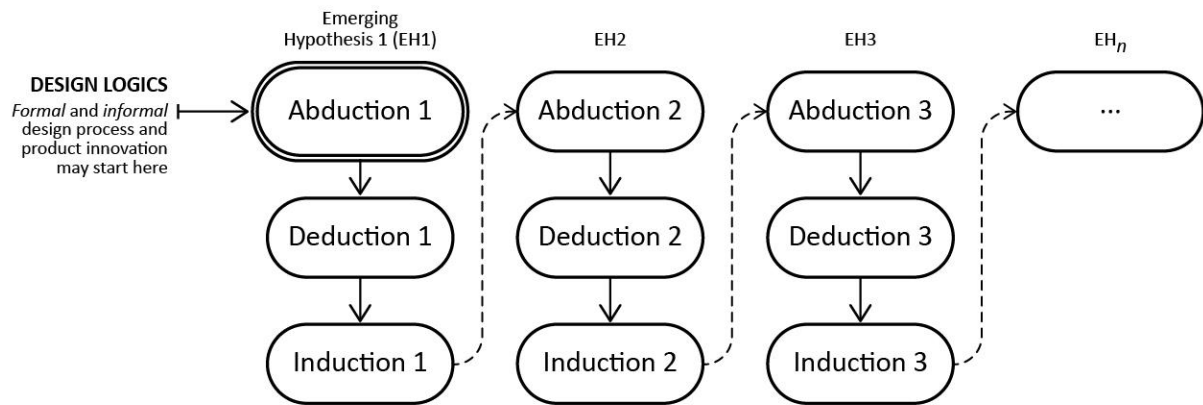 Emerging
Hypothesis 1 (EH1)
EH2
EH3
EHn
DESIGN LOGICS
Formal and informal
design process and
product innovation
may start here
Abduction 1
Abduction 2
Abduction 3
...
Deduction 1
Deduction 2
Deduction 3
Induction 1
Induction 2
Induction 3